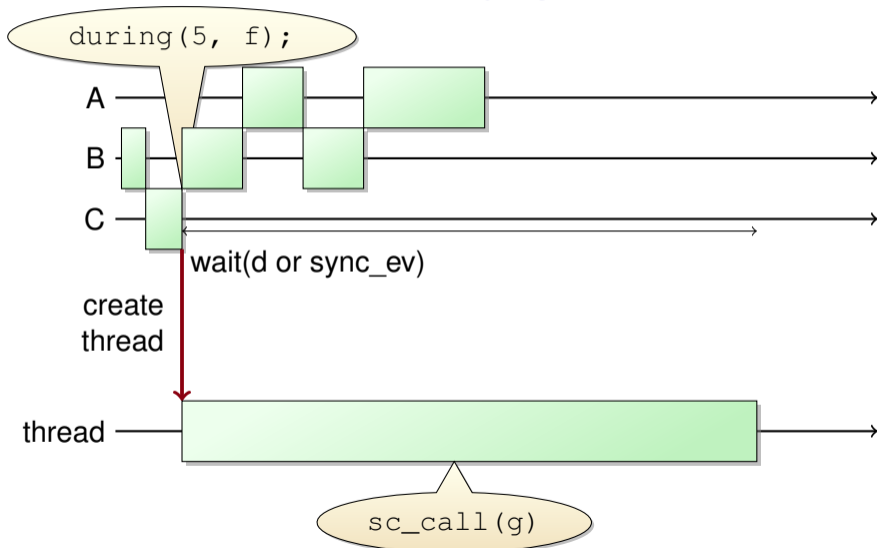 during(5, f);
A
B
C
wait(d or sync_ev)
create
thread
thread
sc_call(g)